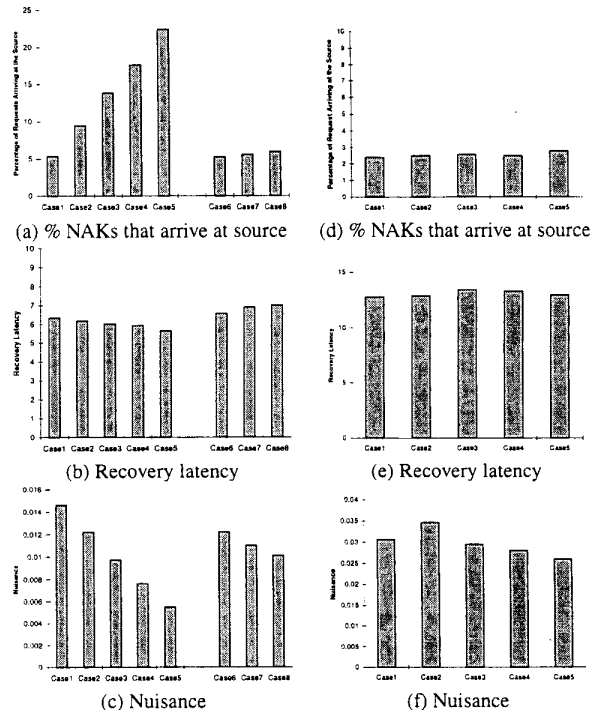 Percentage of Requests Arriving at the Source
25
20
15
10
5
0
Case1 Case2 Case3 Case4 Case5 Case6 Case7 Case8
(a) % NAKs that arrive at source
Percentage of Request Arriving at the Source
10
9
8
7
6
5
4
3
2
1
0
Case1 Case2 Case3 Case4 Case5
(d) % NAKs that arrive at source
Recovery Latency
10
9
8
7
6
5
4
3
2
1
0
Case1 Case2 Case3 Case4 Case5 Case6 Case7 Case8
(b) Recovery latency
Recovery Latency
15
10
5
0
Case1 Case2 Case3 Case4 Case5
(e) Recovery latency
Nuisance
0.016
0.014
0.012
0.01
0.008
0.006
0.004
0.002
0
Case1 Case2 Case3 Case4 Case5 Case6 Case7 Case8
(c) Nuisance
Nuisance
0.04
0.035
0.03
0.025
0.02
0.015
0.01
0.005
0
Case1 Case2 Case3 Case4 Case5
(f) Nuisance